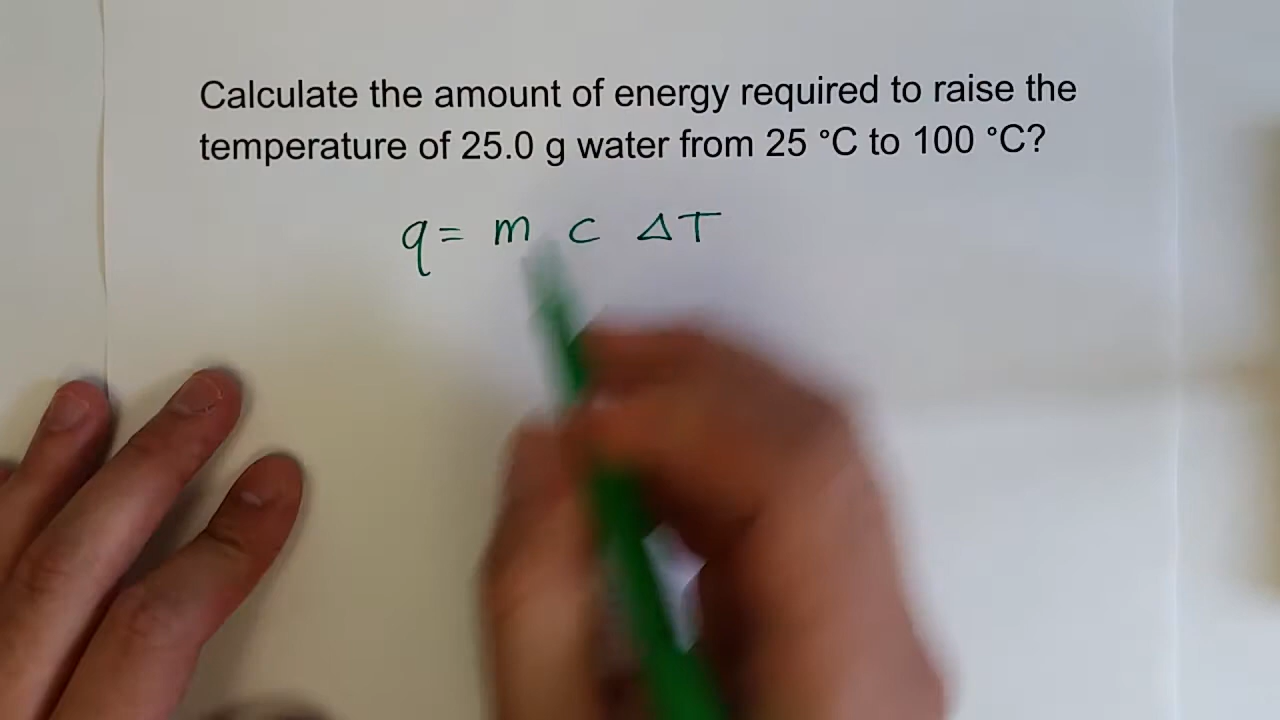 Calculate the amount of energy required to raise the
temperature of 25.0 g water from 25 °C to 100 °C?
q = m c ΔT